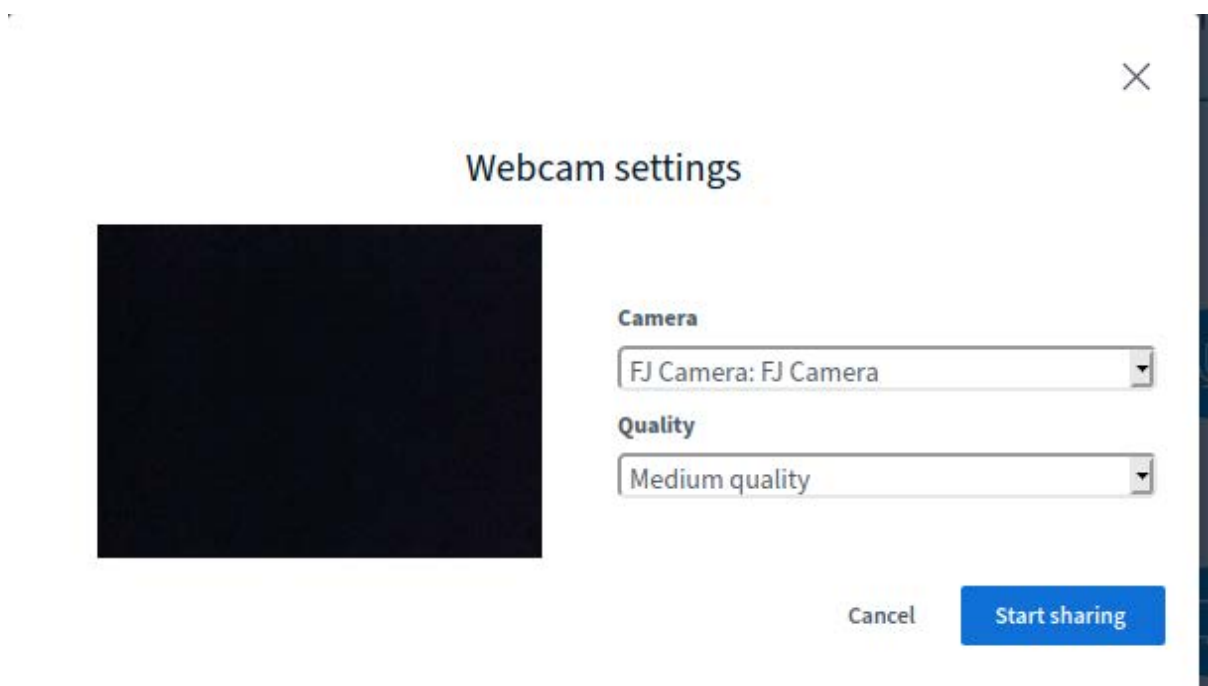 Webcam settings
Camera
FJ Camera: FJ Camera
Quality
Medium quality
Cancel
Start sharing